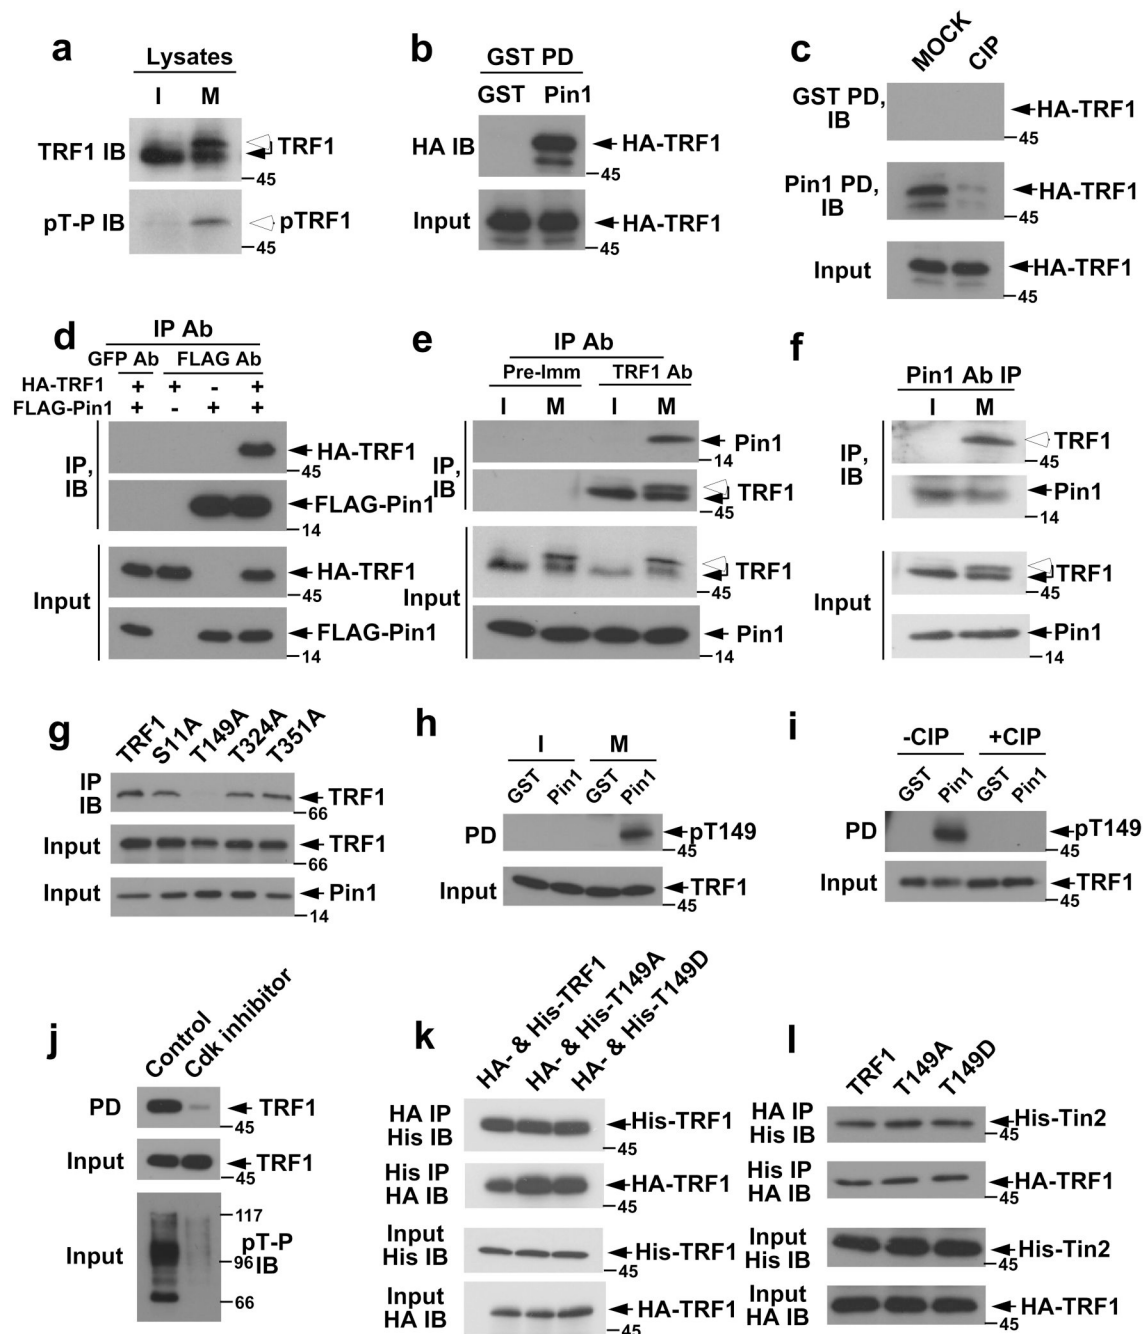 a
Lysates
I M
TRF1 IB
TRF1
45
pT-P IB
pTRF1
45
b
GST PD
GST Pin1
HA IB
HA-TRF1
45
Input
HA-TRF1
45
c
MOCK CIP
GST PD,
IB
HA-TRF1
45
Pin1 PD,
IB
HA-TRF1
45
Input
HA-TRF1
45
d
IP Ab
GFP Ab FLAG Ab
HA-TRF1 + + - +
FLAG-Pin1 + - + +
IP,
IB
HA-TRF1
45
FLAG-Pin1
14
Input
HA-TRF1
45
FLAG-Pin1
14
e
IP Ab
Pre-Imm TRF1 Ab
I M I M
IP,
IB
Pin1
14
TRF1
45
Input
TRF1
45
Pin1
14
f
Pin1 Ab IP
I M
IP,
IB
TRF1
45
Pin1
14
Input
TRF1
45
Pin1
14
g
TRF1 S11A T149A T324A T351A
IP
IB
TRF1
66
Input
TRF1
66
Input
Pin1
14
h
I M
GST Pin1 GST Pin1
PD
pT149
45
Input
TRF1
45
i
-CIP +CIP
GST Pin1 GST Pin1
PD
pT149
45
Input
TRF1
45
j
Control Cdk inhibitor
PD
TRF1
45
Input
TRF1
45
Input
117
pT-P
96 IB
66
k
HA- & His-TRF1 HA- & His-T149A HA- & His-T149D
HA IP
His IB
His-TRF1
45
His IP
HA IB
HA-TRF1
45
Input
His IB
His-TRF1
45
Input
HA IB
HA-TRF1
45
l
TRF1 T149A T149D
HA IP
His IB
His-Tin2
45
His IP
HA IB
HA-TRF1
45
Input
His IB
His-Tin2
45
Input
HA IB
HA-TRF1
45